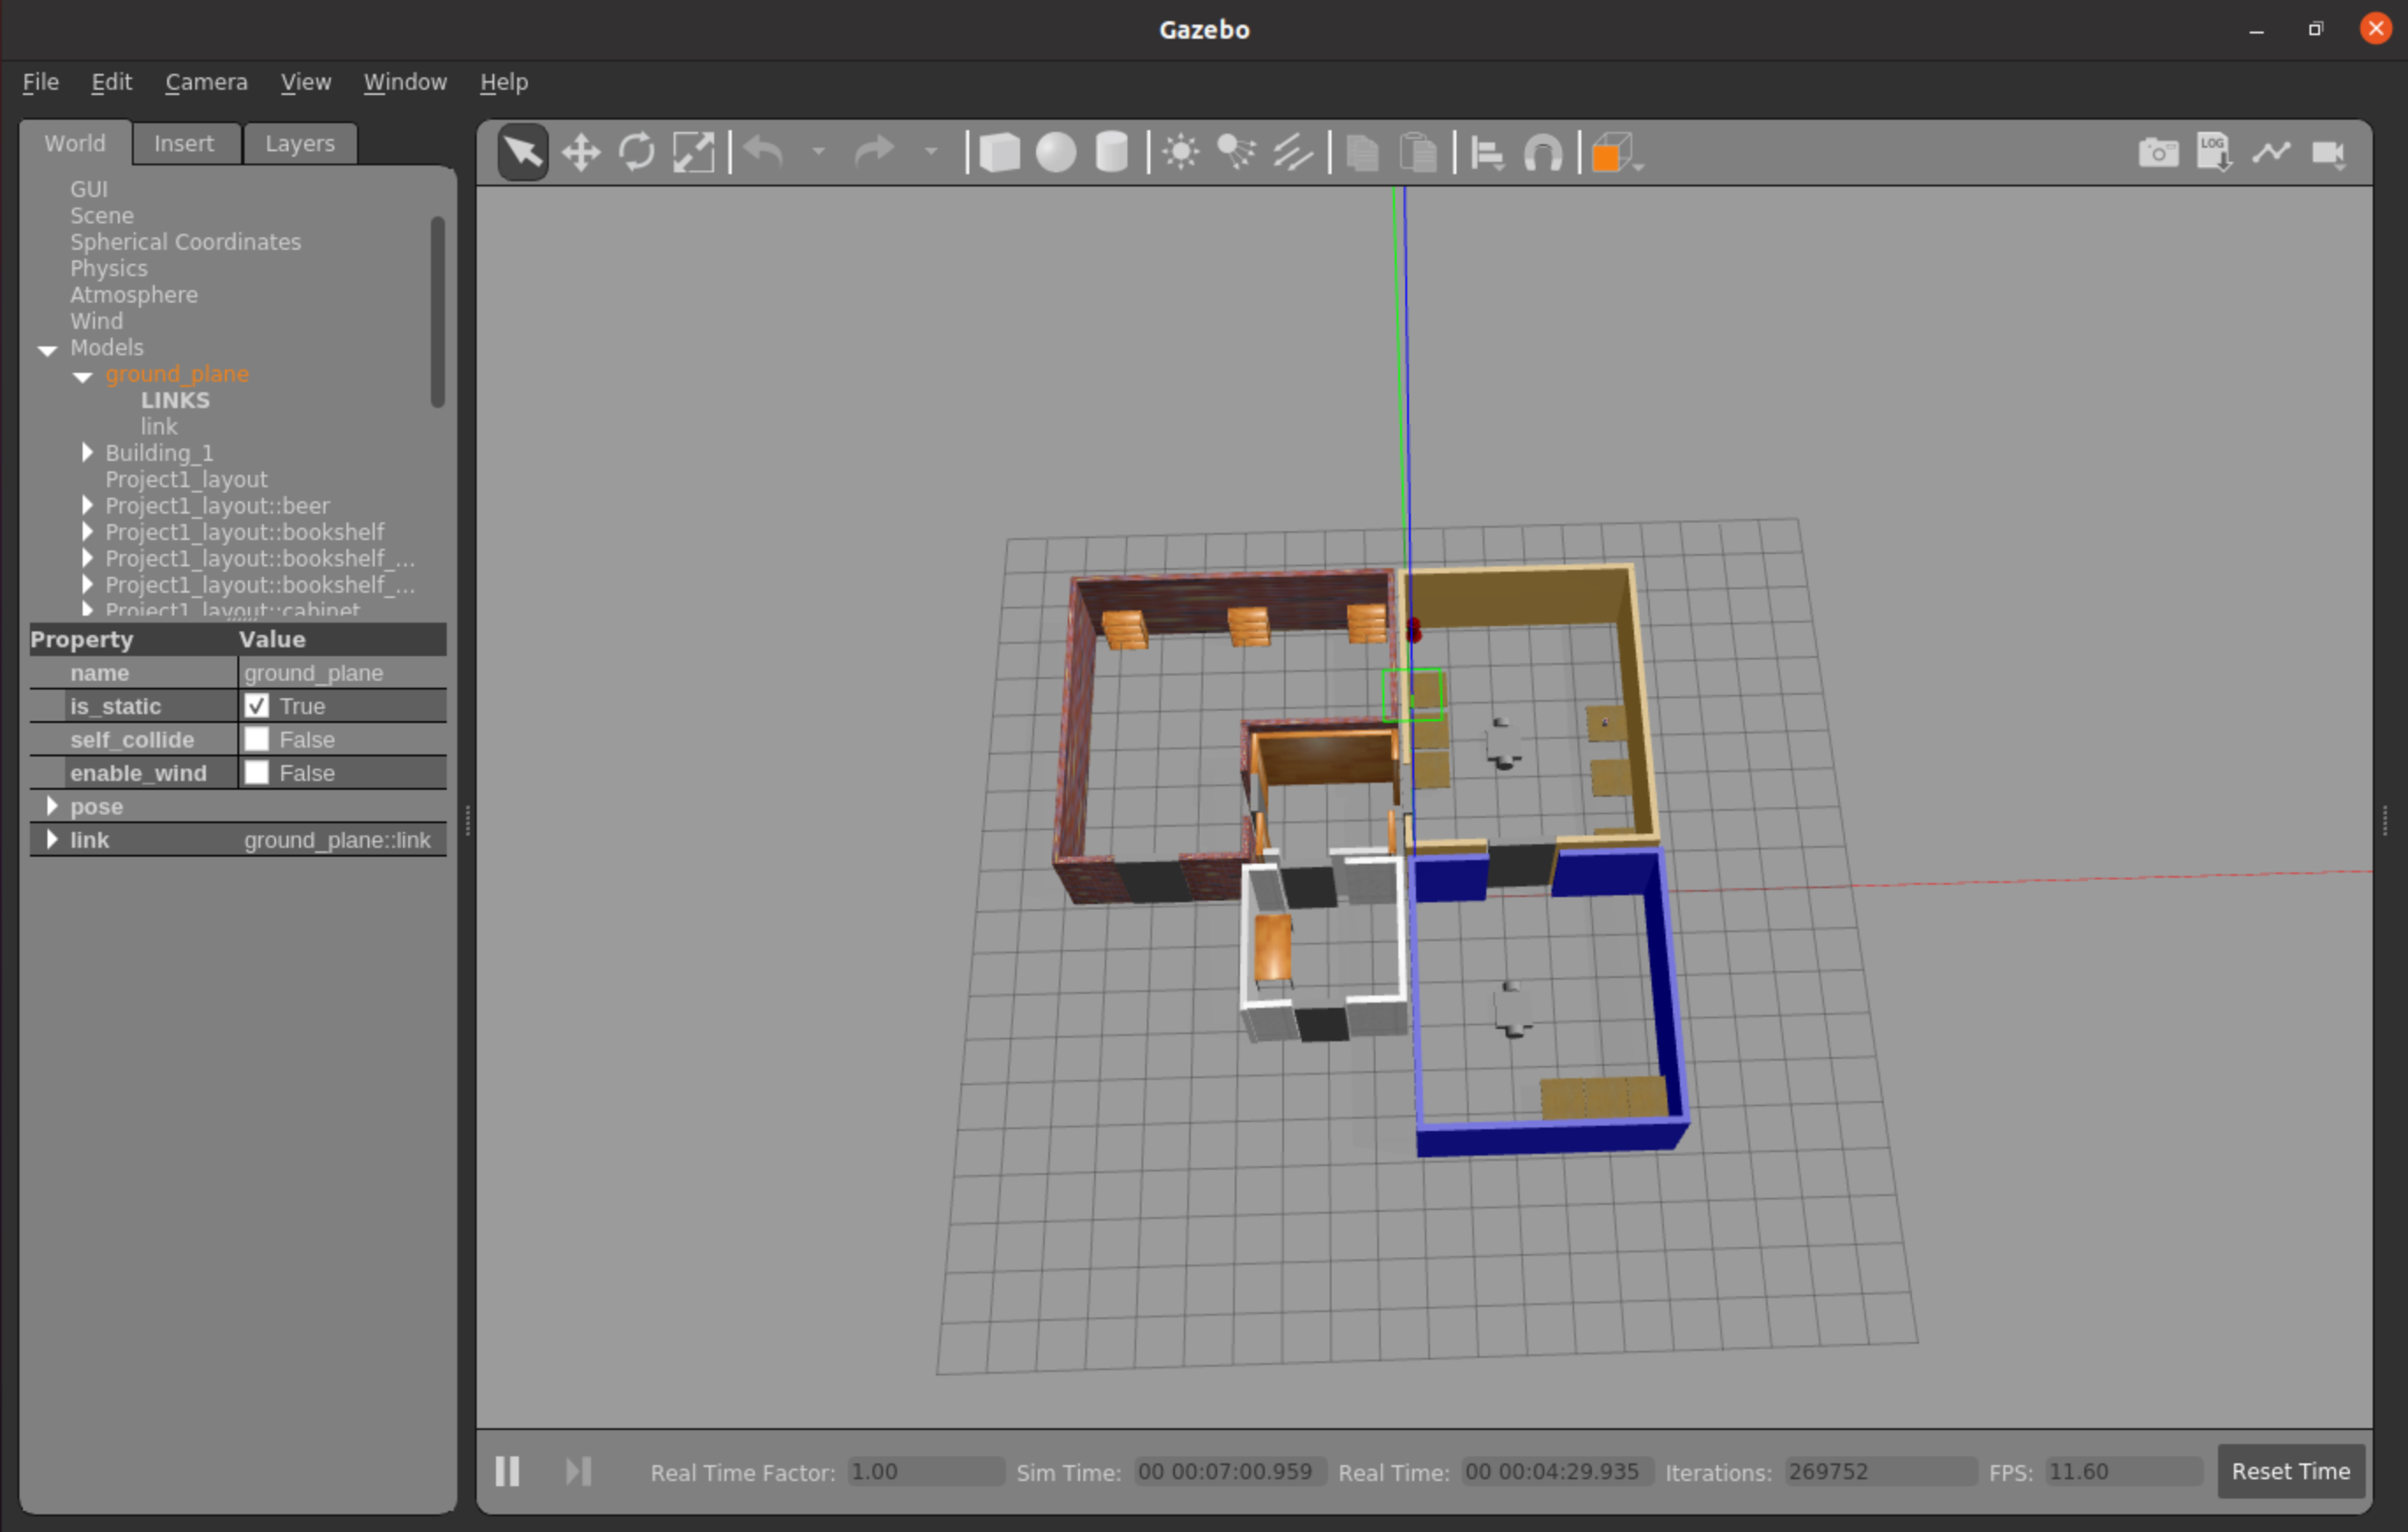 Gazebo
File Edit Camera View Window Help
World Insert Layers
LOG
GUI
Scene
Spherical Coordinates
Physics
Atmosphere
Wind
Models
ground_plane
LINKS
link
Building_1
Project1_layout
Project1_layout::beer
Project1_layout::bookshelf
Project1_layout::bookshelf_...
Project1_layout::bookshelf_...
Project1_layout::cabinet
Property Value
name ground_plane
is_static True
self_collide False
enable_wind False
pose
link ground_plane::link
Real Time Factor: 1.00 Sim Time: 00 00:07:00.959 Real Time: 00 00:04:29.935 Iterations: 269752 FPS: 11.60 Reset Time